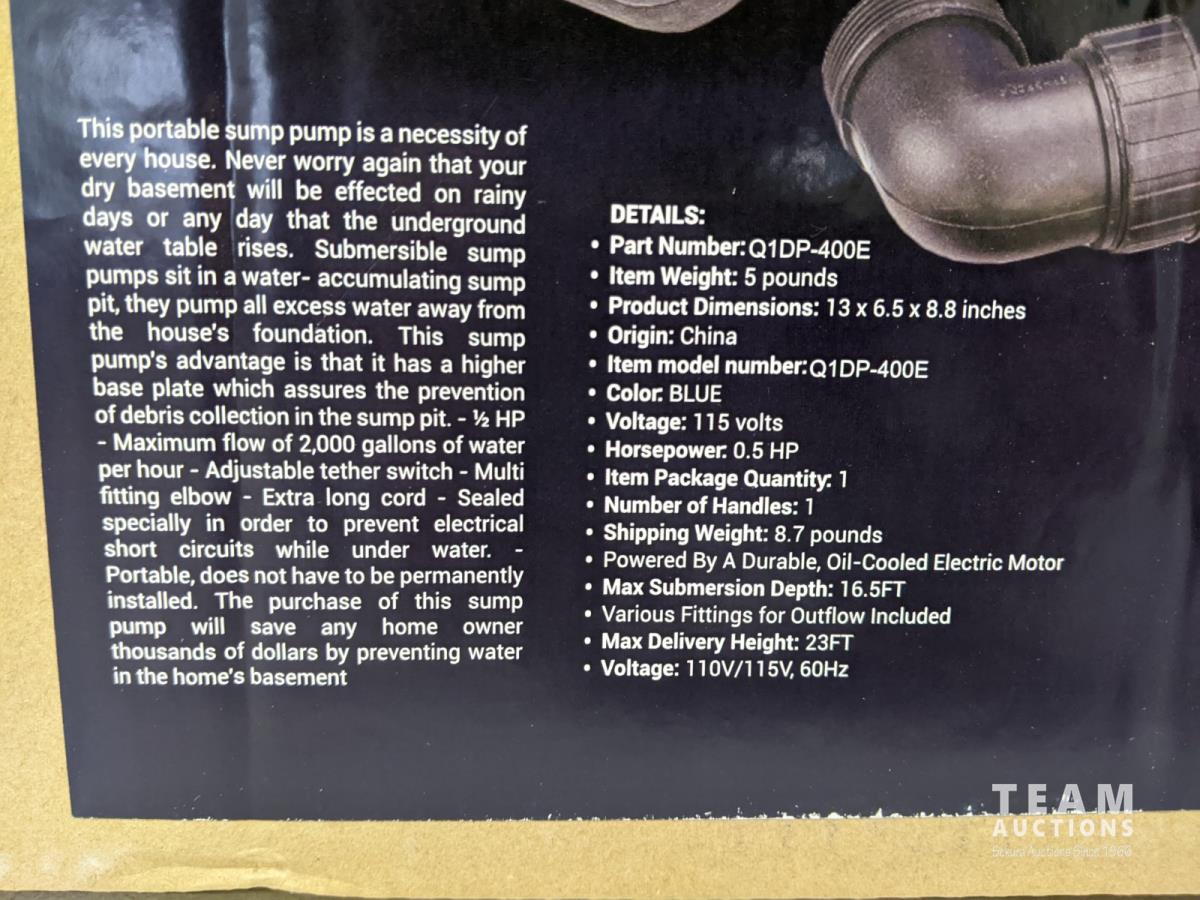 This portable sump pump is a necessity of
every house. Never worry again that your
dry basement will be effected on rainy
days or any day that the underground
water table rises. Submersible sump
pumps sit in a water- accumulating sump
pit, they pump all excess water away from
the house's foundation. This sump
pump's advantage is that it has a higher
base plate which assures the prevention
of debris collection in the sump pit. - ½ HP
- Maximum flow of 2,000 gallons of water
per hour - Adjustable tether switch - Multi
fitting elbow - Extra long cord - Sealed
specially in order to prevent electrical
short circuits while under water. -
Portable, does not have to be permanently
installed. The purchase of this sump
pump will save any home owner
thousands of dollars by preventing water
in the home's basement
DETAILS:
• Part Number: Q1DP-400E
• Item Weight: 5 pounds
• Product Dimensions: 13 x 6.5 x 8.8 inches
• Origin: China
• Item model number: Q1DP-400E
• Color: BLUE
• Voltage: 115 volts
• Horsepower: 0.5 HP
• Item Package Quantity: 1
• Number of Handles: 1
• Shipping Weight: 8.7 pounds
• Powered By A Durable, Oil-Cooled Electric Motor
• Max Submersion Depth: 16.5FT
• Various Fittings for Outflow Included
• Max Delivery Height: 23FT
• Voltage: 110V/115V, 60Hz
TEAM
AUCTIONS
Auctions Since 1960